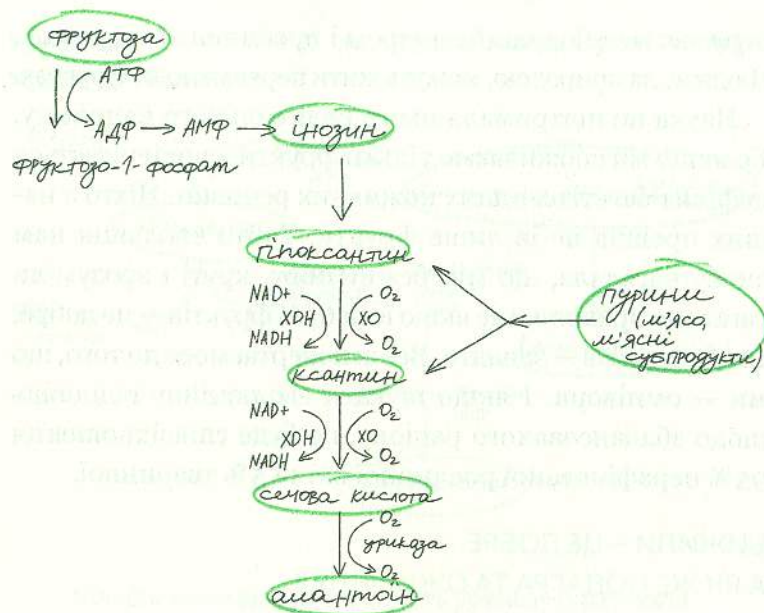 фруктоза
АТФ
АДФ → АМФ → інозин
фруктозо-1-фосфат
гіпоксантин
NAD+ O₂
XDH XO
NADH O₂
пурини
(м'ясо,
м'ясні
субпродукти)
ксантин
NAD+ O₂
XDH XO
NADH O₂
сечова кислота
O₂
уриказа
O₂
алантоїн